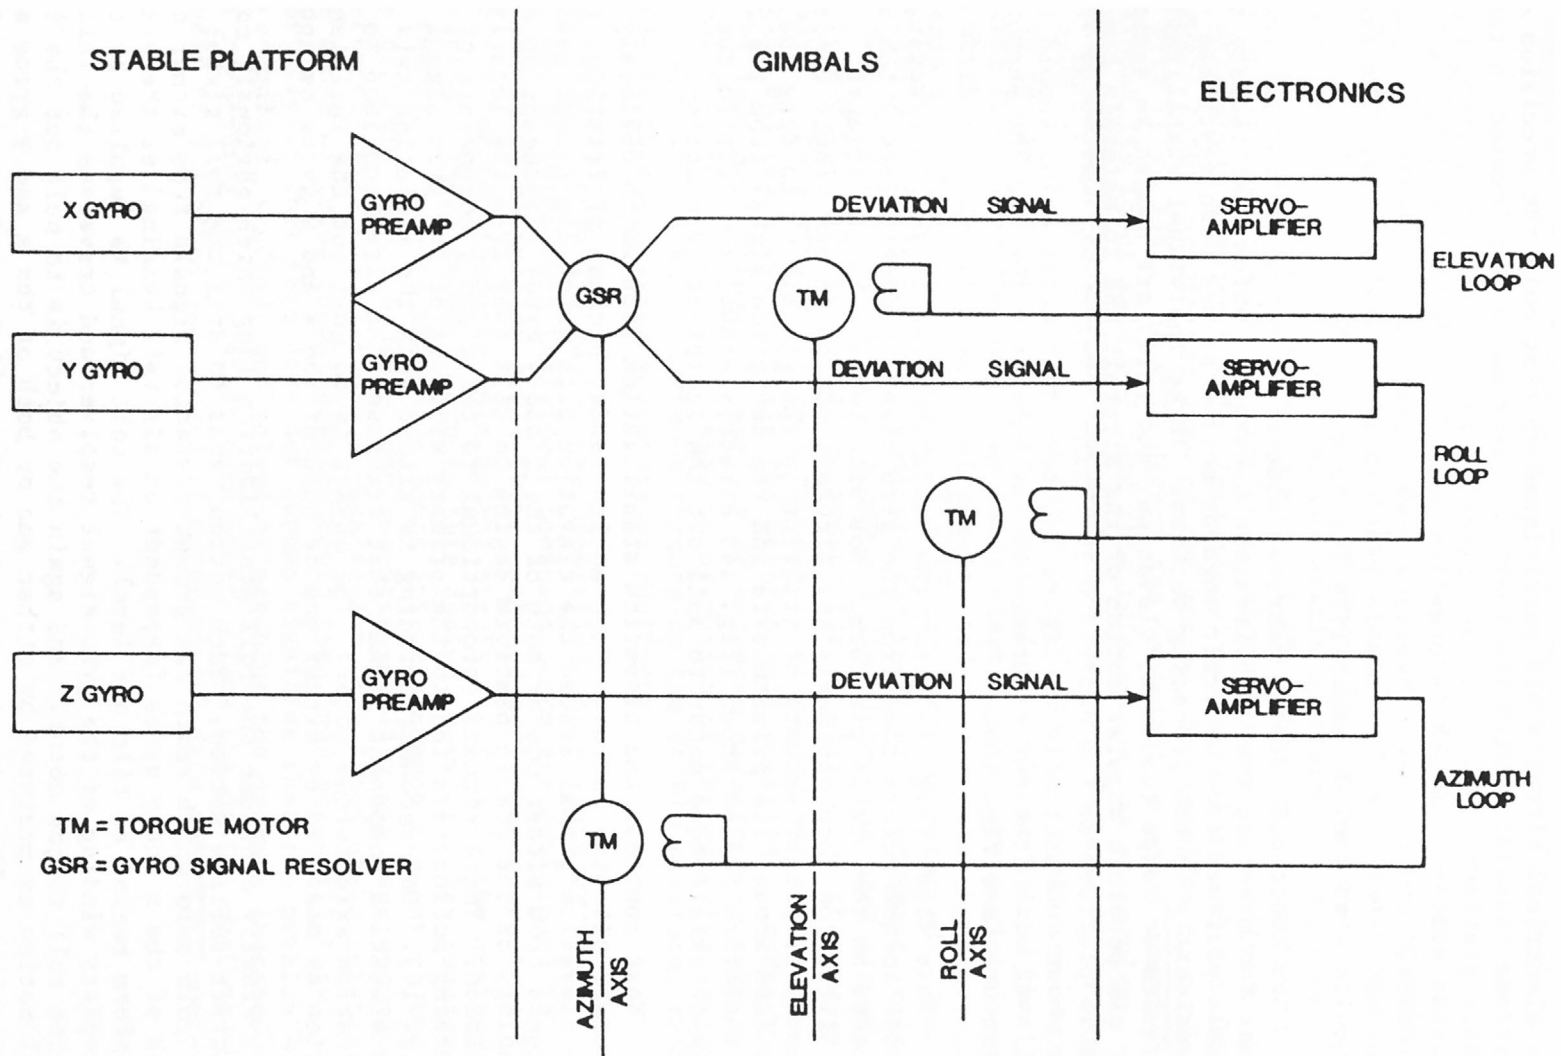 STABLE PLATFORM
GIMBALS
ELECTRONICS
X GYRO
GYRO
PREAMP
DEVIATION SIGNAL
SERVO-
AMPLIFIER
ELEVATION
LOOP
GSR
TM
Y GYRO
GYRO
PREAMP
DEVIATION SIGNAL
SERVO-
AMPLIFIER
ROLL
LOOP
TM
Z GYRO
GYRO
PREAMP
DEVIATION SIGNAL
SERVO-
AMPLIFIER
AZIMUTH
LOOP
TM
TM = TORQUE MOTOR
GSR = GYRO SIGNAL RESOLVER
AZIMUTH
AXIS
ELEVATION
AXIS
ROLL
AXIS